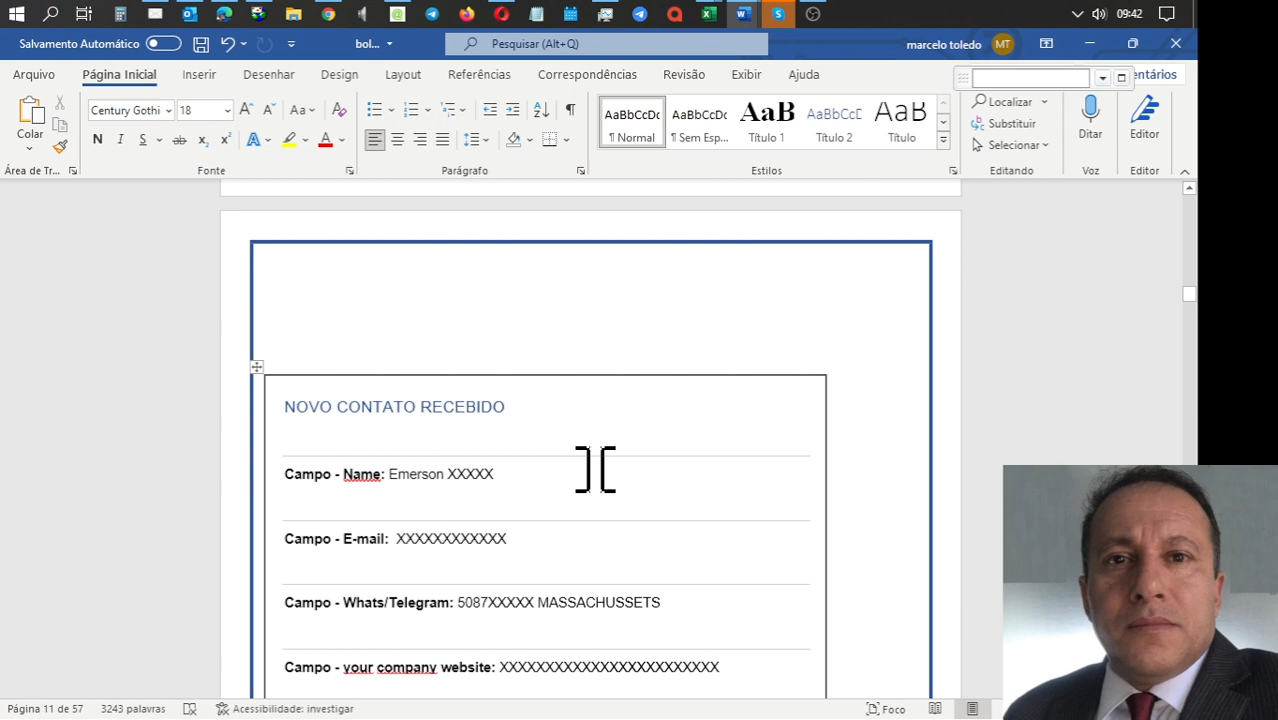 09:42
Salvamento Automático
bol...
Pesquisar (Alt+Q)
marcelo toledo
MT
Arquivo
Página Inicial
Inserir
Desenhar
Design
Layout
Referências
Correspondências
Revisão
Exibir
Ajuda
entários
Colar
Century Gothi
18
Aa
N
I
S
ab
AaBbCcDc
¶ Normal
AaBbCcDc
¶ Sem Esp...
AaB
Título 1
AaBbCcD
Título 2
AaB
Título
Localizar
Substituir
Selecionar
Ditar
Editor
Área de Tr...
Fonte
Parágrafo
Estilos
Editando
Voz
Editor
NOVO CONTATO RECEBIDO
Campo - Name: Emerson XXXXX
Campo - E-mail: XXXXXXXXXXXX
Campo - Whats/Telegram: 5087XXXXX MASSACHUSSETS
Campo - your company website: XXXXXXXXXXXXXXXXXXXXXXXX
Página 11 de 57
3243 palavras
Acessibilidade: investigar
Foco